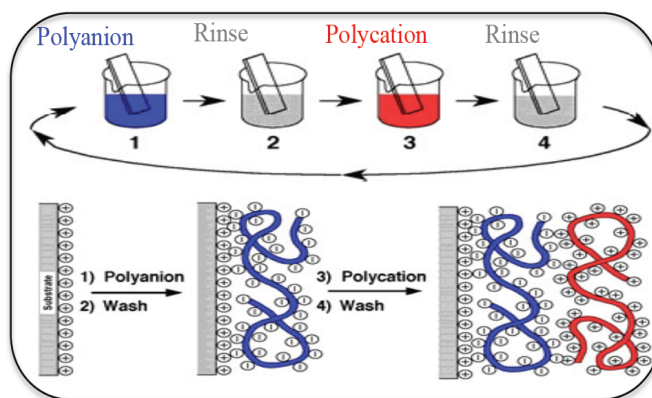 Polyanion Rinse Polycation Rinse
1 2 3 4
Substrate
1) Polyanion
2) Wash
3) Polycation
4) Wash